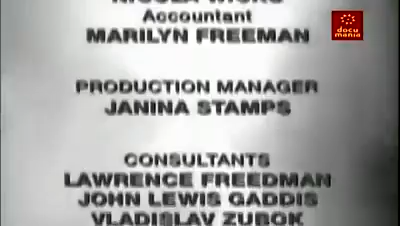 Accountant
MARILYN FREEMAN
PRODUCTION MANAGER
JANINA STAMPS
CONSULTANTS
LAWRENCE FREEDMAN
JOHN LEWIS GADDIS
VLADISLAV ZUBOK
docu
mania